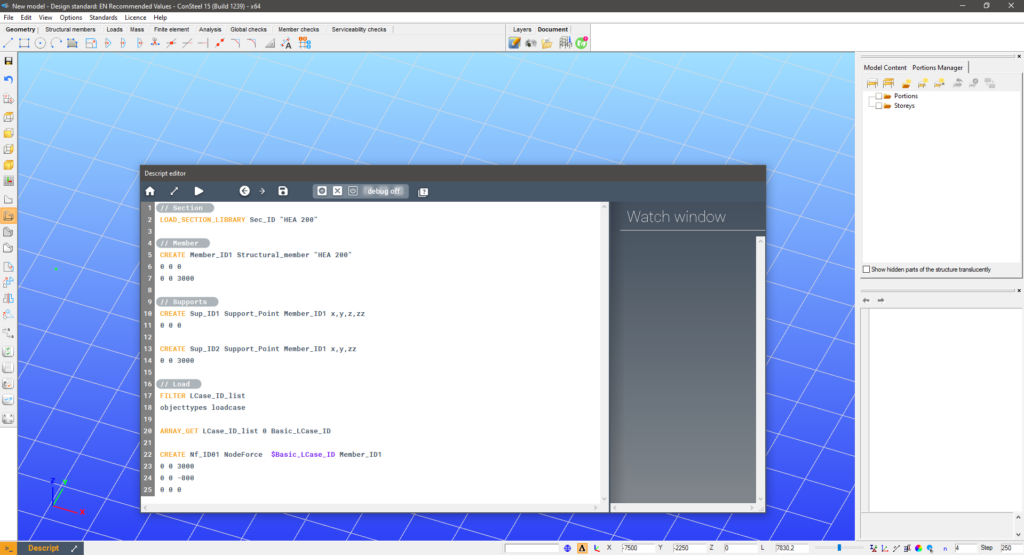 New model - Design standard: EN Recommended Values - ConSteel 15 (Build 1239) - x64
File Edit View Options Standards Licence Help
Geometry Structural members Loads Mass Finite element Analysis Global checks Member checks Serviceability checks
Layers Document
Model Content Portions Manager
Portions
Storeys
Descript editor
debug off
Watch window
1 // Section
2 LOAD_SECTION_LIBRARY Sec_ID "HEA 200"
3
4 // Member
5 CREATE Member_ID1 Structural_member "HEA 200"
6 0 0 0
7 0 0 3000
8
9 // Supports
10 CREATE Sup_ID1 Support_Point Member_ID1 x,y,z,zz
11 0 0 0
12
13 CREATE Sup_ID2 Support_Point Member_ID1 x,y,zz
14 0 0 3000
15
16 // Load
17 FILTER LCase_ID_list
18 objecttypes loadcase
19
20 ARRAY_GET LCase_ID_list 0 Basic_LCase_ID
21
22 CREATE Nf_ID01 NodeForce $Basic_LCase_ID Member_ID1
23 0 0 3000
24 0 0 -800
25 0 0 0
Show hidden parts of the structure translucently
Z
X
Descript
X -7500 Y -2250 Z 0 L 7830,2
n 4 Step 250